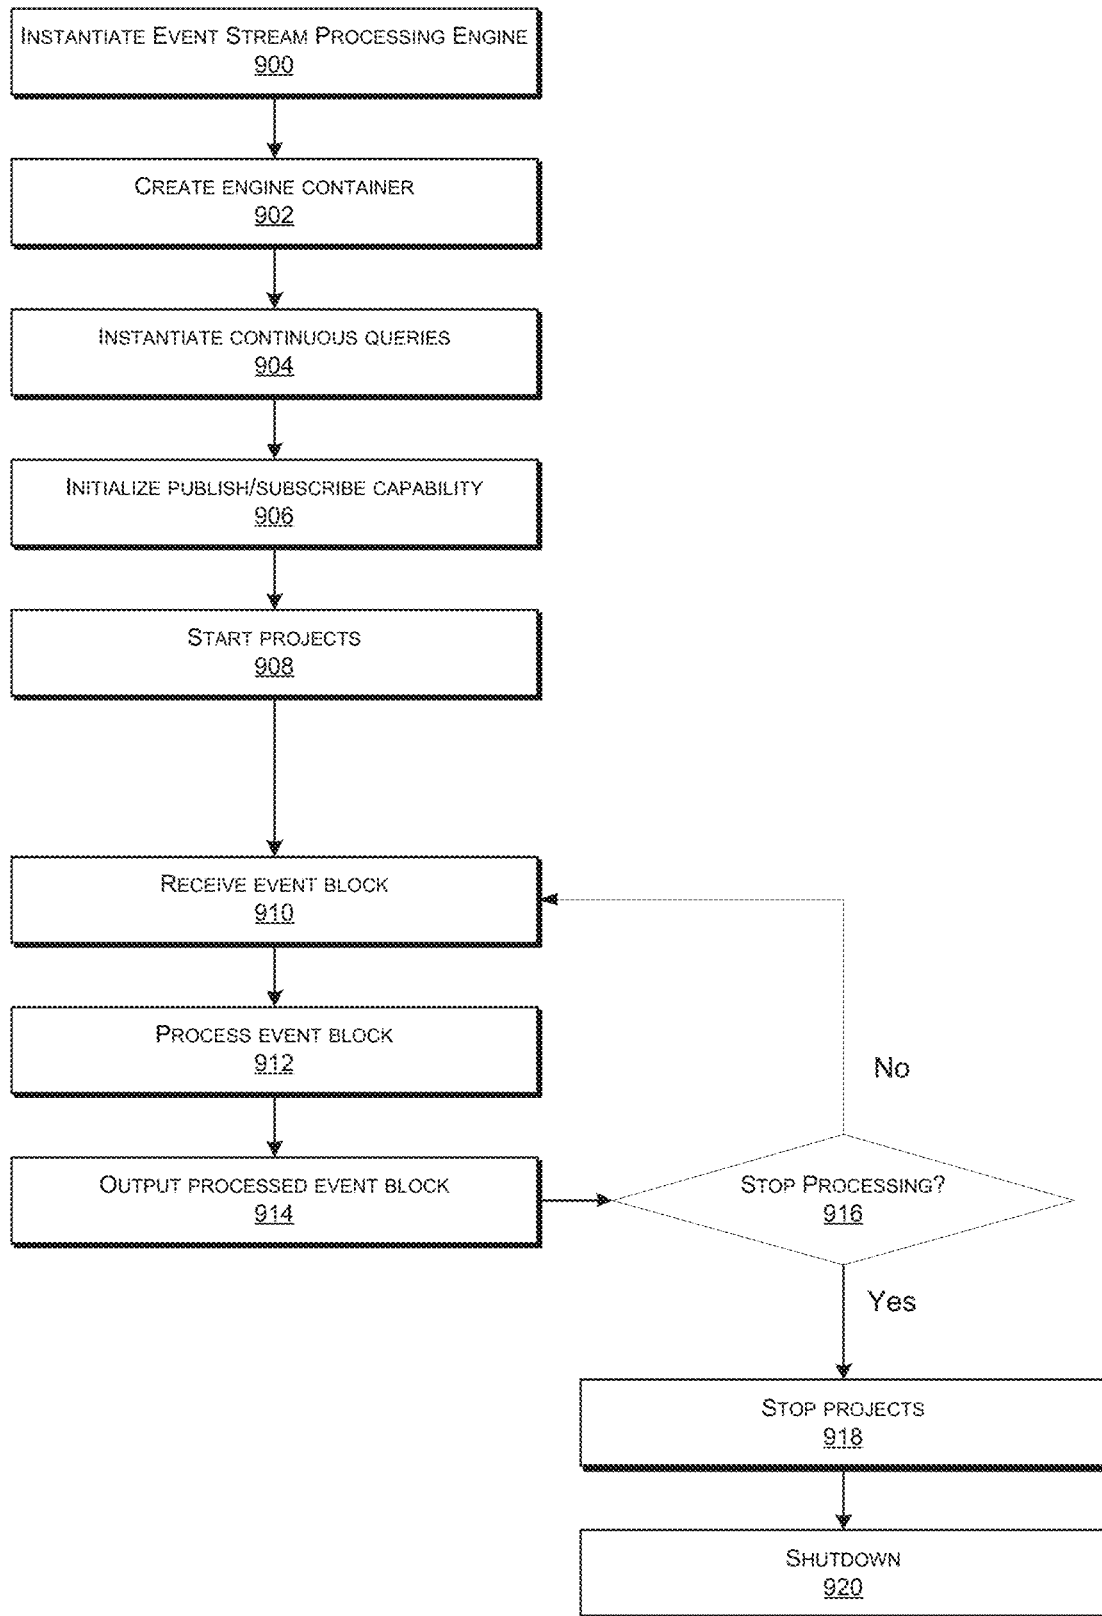 INSTANTIATE EVENT STREAM PROCESSING ENGINE
900
CREATE ENGINE CONTAINER
902
INSTANTIATE CONTINUOUS QUERIES
904
INITIALIZE PUBLISH/SUBSCRIBE CAPABILITY
906
START PROJECTS
908
RECEIVE EVENT BLOCK
910
PROCESS EVENT BLOCK
912
No
OUTPUT PROCESSED EVENT BLOCK
914
STOP PROCESSING?
916
Yes
STOP PROJECTS
918
SHUTDOWN
920